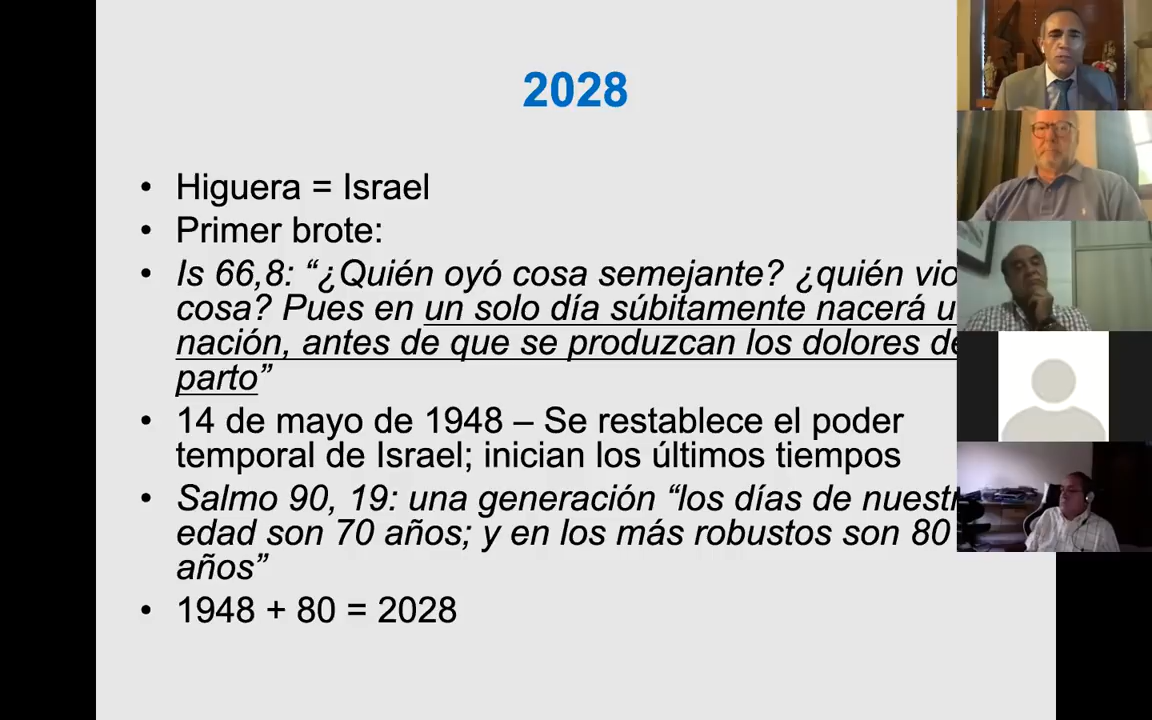 2028
• Higuera = Israel
• Primer brote:
• Is 66,8: “¿Quién oyó cosa semejante? ¿quién vio
cosa? Pues en un solo día súbitamente nacerá u
nación, antes de que se produzcan los dolores de
parto”
• 14 de mayo de 1948 – Se restablece el poder
temporal de Israel; inician los últimos tiempos
• Salmo 90, 19: una generación “los días de nuestr
edad son 70 años; y en los más robustos son 80
años”
• 1948 + 80 = 2028